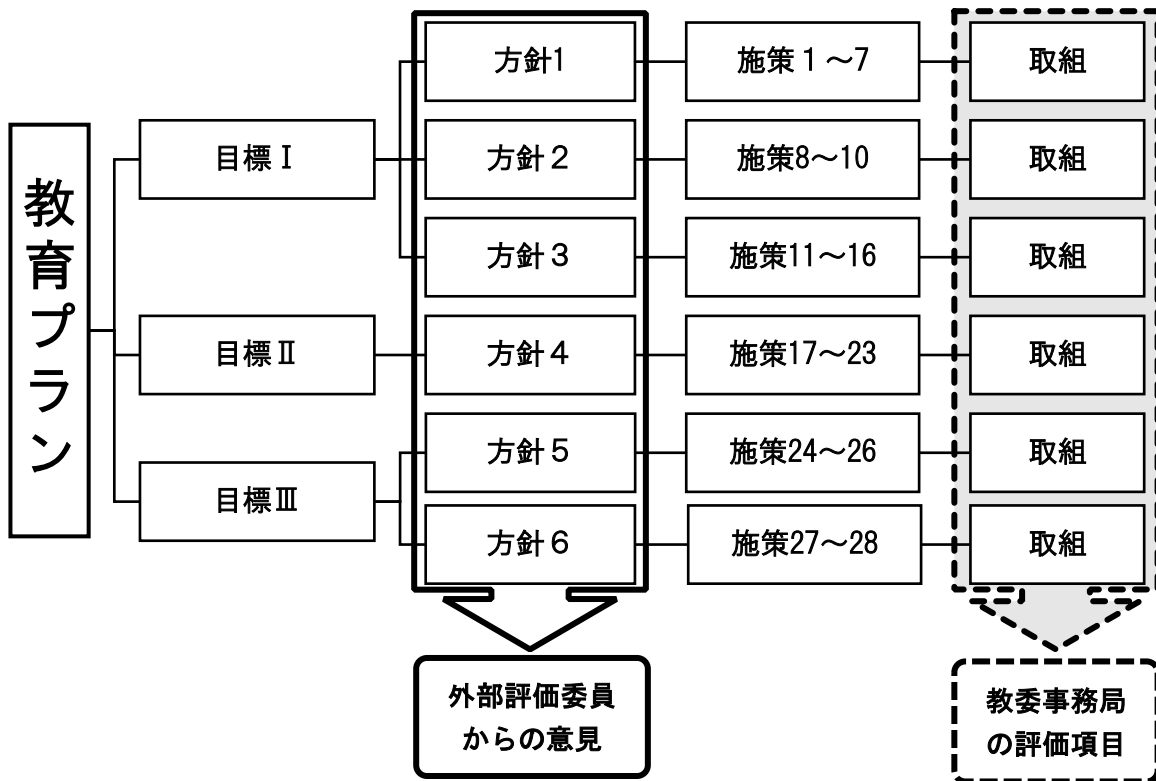 教育プラン
目標Ⅰ
目標Ⅱ
目標Ⅲ
方針1
施策1～7
取組
方針2
施策8～10
取組
方針3
施策11～16
取組
方針4
施策17～23
取組
方針5
施策24～26
取組
方針6
施策27～28
取組
外部評価委員
からの意見
教委事務局
の評価項目